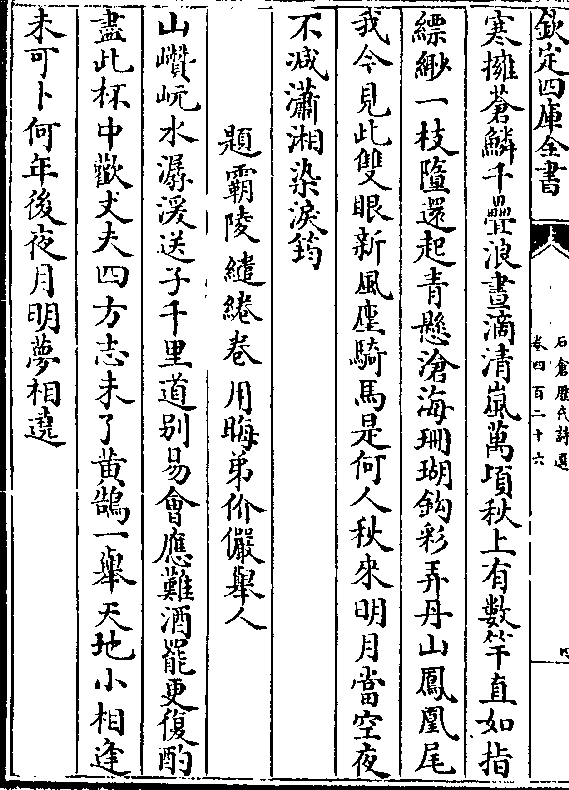 欽定四庫全書
石倉歷代詩選
卷四百二十六
四
寒擁蒼鱗千疊浪晝滴清嵐萬頃秋上有數竿直如指
縹緲一枝墮還起青懸滄海珊瑚鈎彩弄丹山鳳凰尾
我今見此雙眼新風塵騎馬是何人秋來明月當空夜
不減瀟湘染淚筠
題霸陵繾綣卷用晦弟价儼舉人
山巑岏水潺湲送子千里道别易會應難酒罷更復酌
盡此杯中歡丈夫四方志未了黄鵠一舉天地小相逢
未可卜何年後夜月明夢相遶